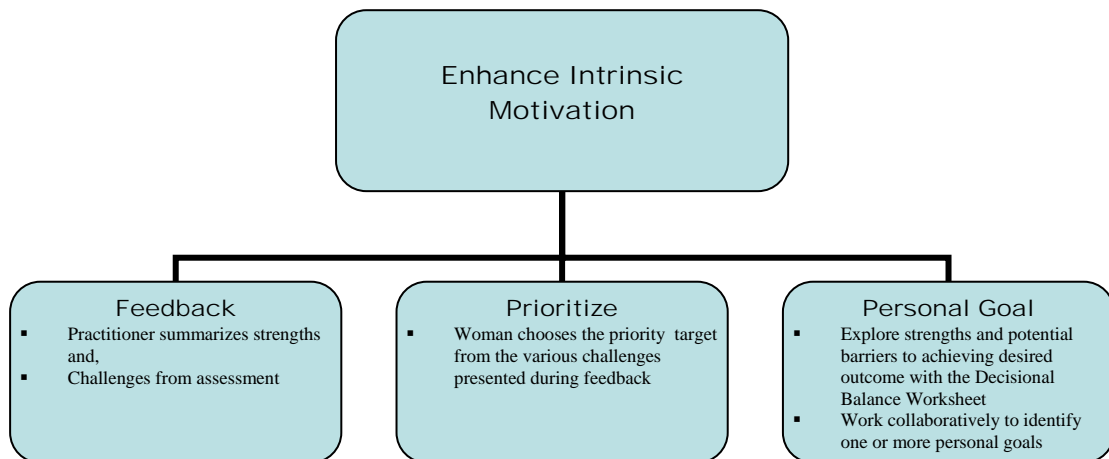 Enhance Intrinsic
Motivation
Feedback
▪ Practitioner summarizes strengths
and,
▪ Challenges from assessment
Prioritize
▪ Woman chooses the priority target
from the various challenges
presented during feedback
Personal Goal
▪ Explore strengths and potential
barriers to achieving desired
outcome with the Decisional
Balance Worksheet
▪ Work collaboratively to identify
one or more personal goals